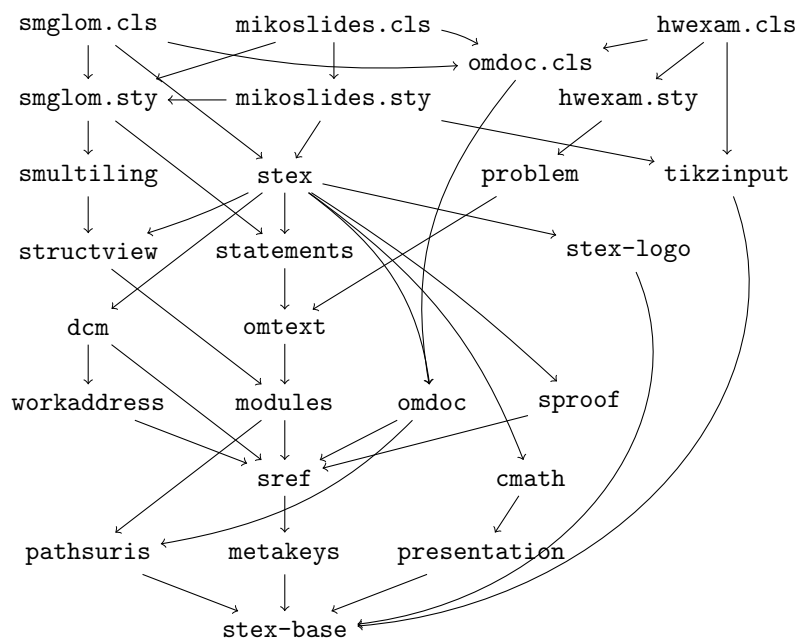 smglom.cls mikoslides.cls hwexam.cls
omdoc.cls
smglom.sty mikoslides.sty hwexam.sty
smultiling stex problem tikzinput
structview statements stex-logo
dcm omtext
workaddress modules omdoc sproof
sref cmath
pathsuris metakeys presentation
stex-base